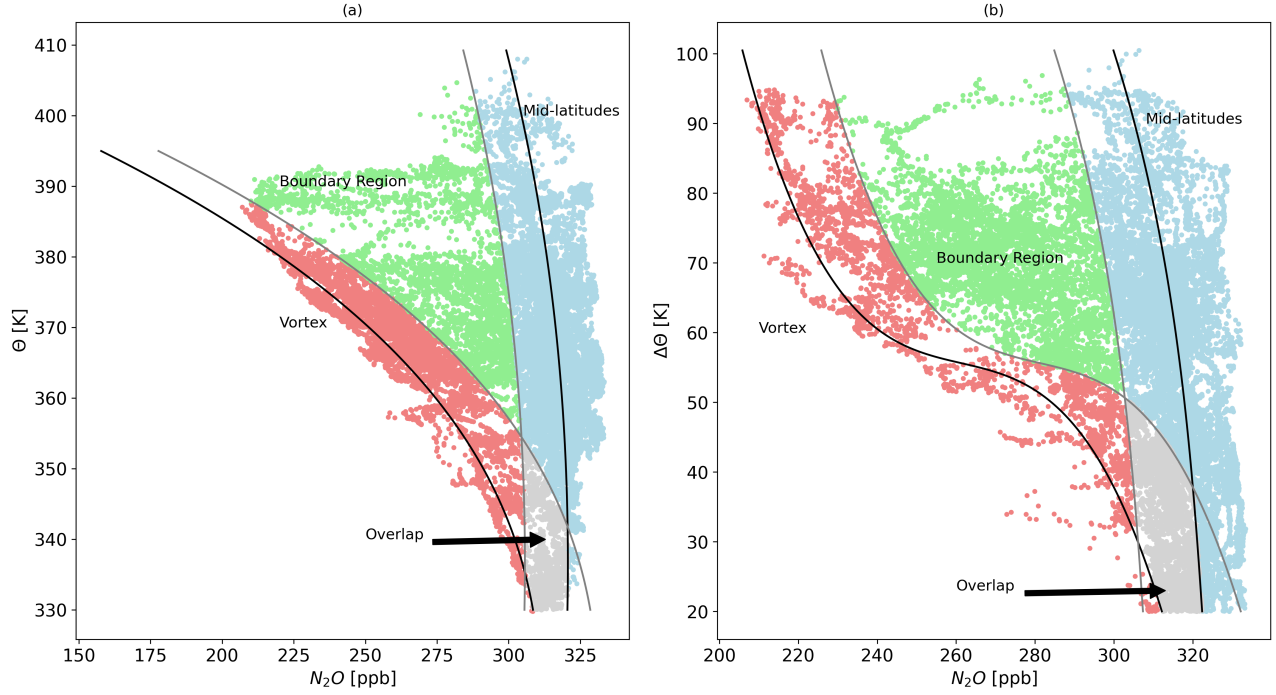 (a)
410
400
390
380
370
360
350
340
330
Θ [K]
Mid-latitudes
Boundary Region
Vortex
Overlap
150 175 200 225 250 275 300 325
N₂O [ppb]
(b)
100
90
80
70
60
50
40
30
20
ΔΘ [K]
Mid-latitudes
Boundary Region
Vortex
Overlap
200 220 240 260 280 300 320
N₂O [ppb]